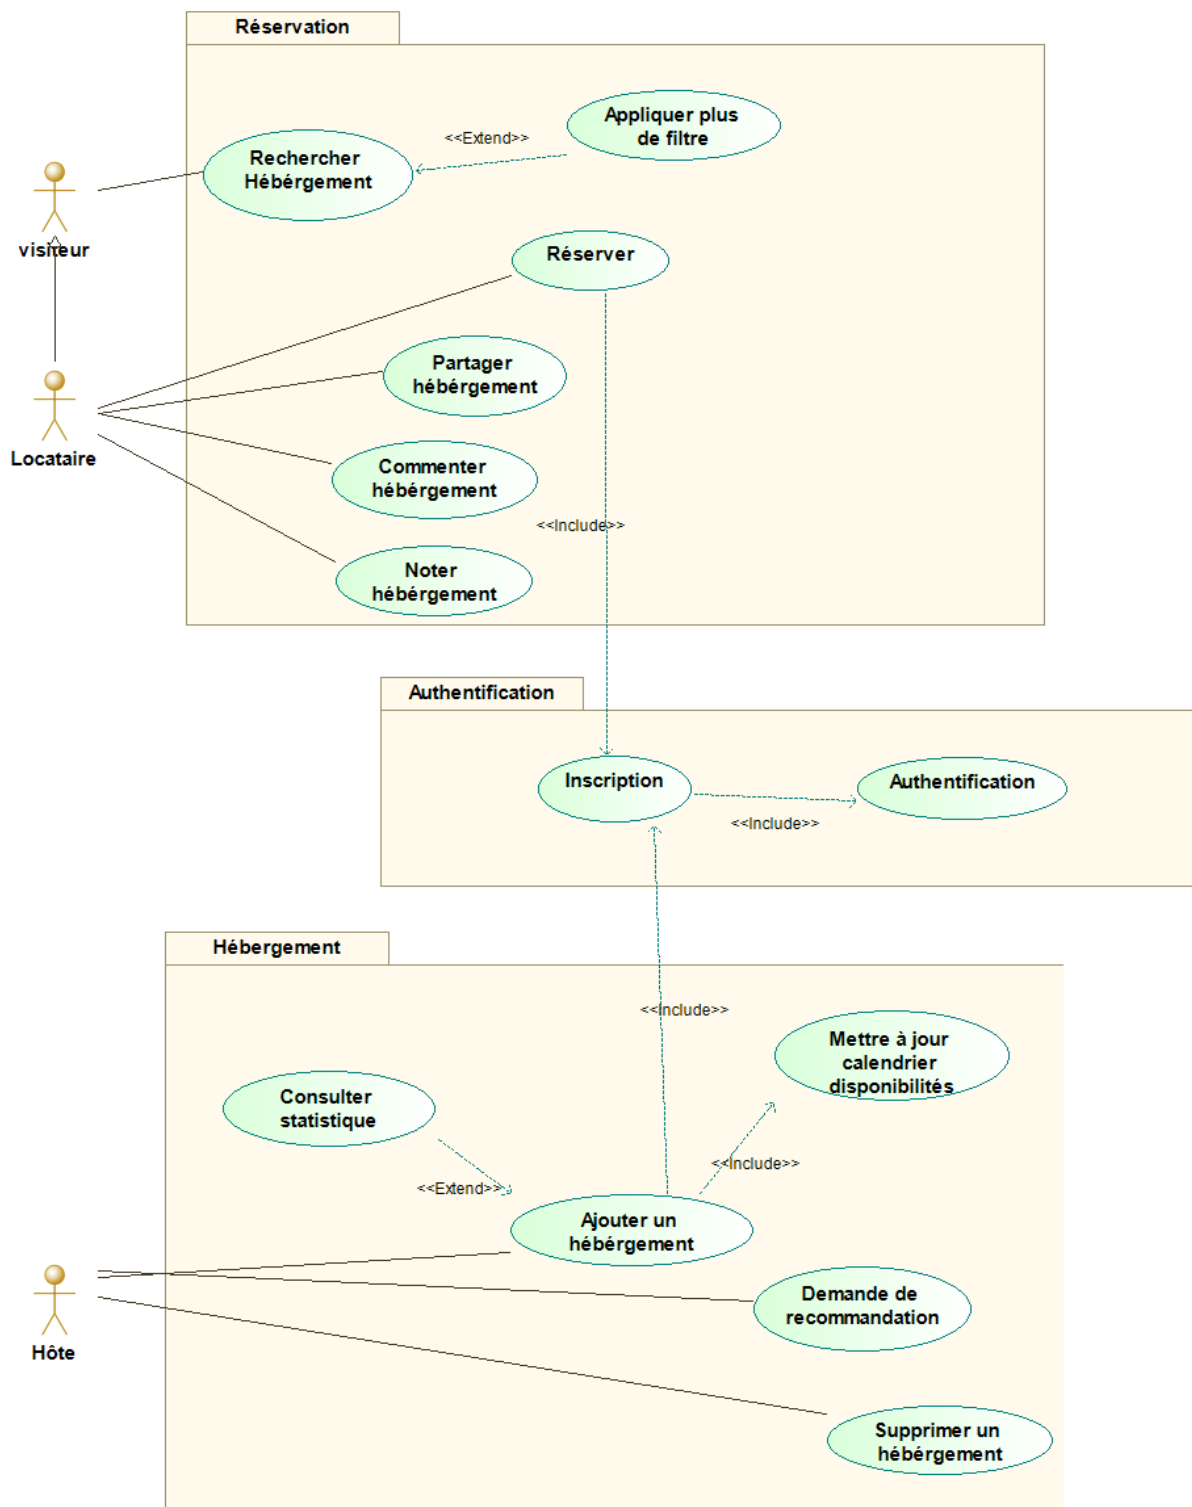 Réservation
Appliquer plus
de filtre
<<Extend>>
Rechercher
Hébérgement
visiteur
Réserver
Partager
hébérgement
Locataire
Commenter
hébérgement
<<Include>>
Noter
hébérgement
Authentification
Inscription
Authentification
<<Include>>
Hébergement
<<Include>>
Mettre à jour
calendrier
disponibilités
Consulter
statistique
<<Include>>
<<Extend>>
Ajouter un
hébérgement
Demande de
recommandation
Hôte
Supprimer un
hébérgement